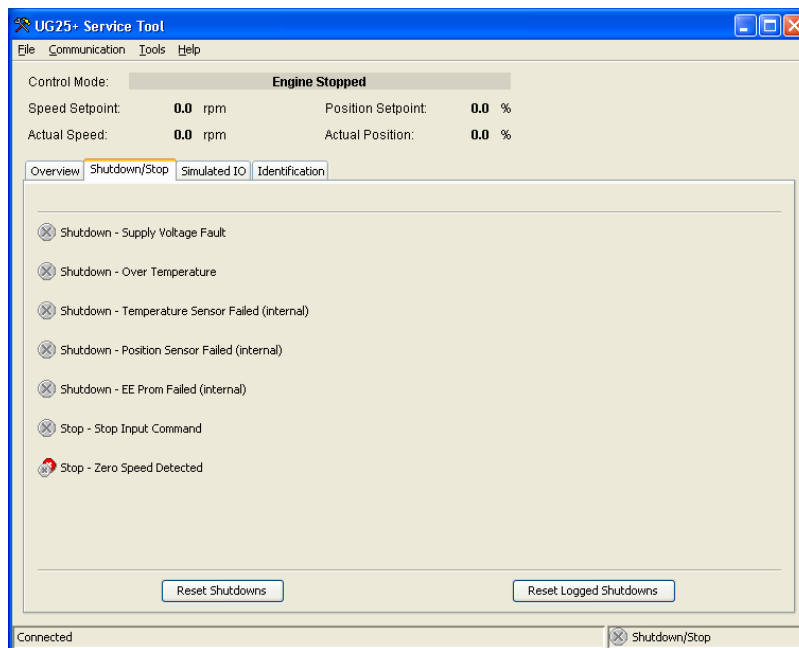 UG25+ Service Tool
File Communication Tools Help
Control Mode: Engine Stopped
Speed Setpoint: 0.0 rpm Position Setpoint: 0.0 %
Actual Speed: 0.0 rpm Actual Position: 0.0 %
Overview Shutdown/Stop Simulated IO Identification
Shutdown - Supply Voltage Fault
Shutdown - Over Temperature
Shutdown - Temperature Sensor Failed (internal)
Shutdown - Position Sensor Failed (internal)
Shutdown - EE Prom Failed (internal)
Stop - Stop Input Command
Stop - Zero Speed Detected
Reset Shutdowns Reset Logged Shutdowns
Connected Shutdown/Stop